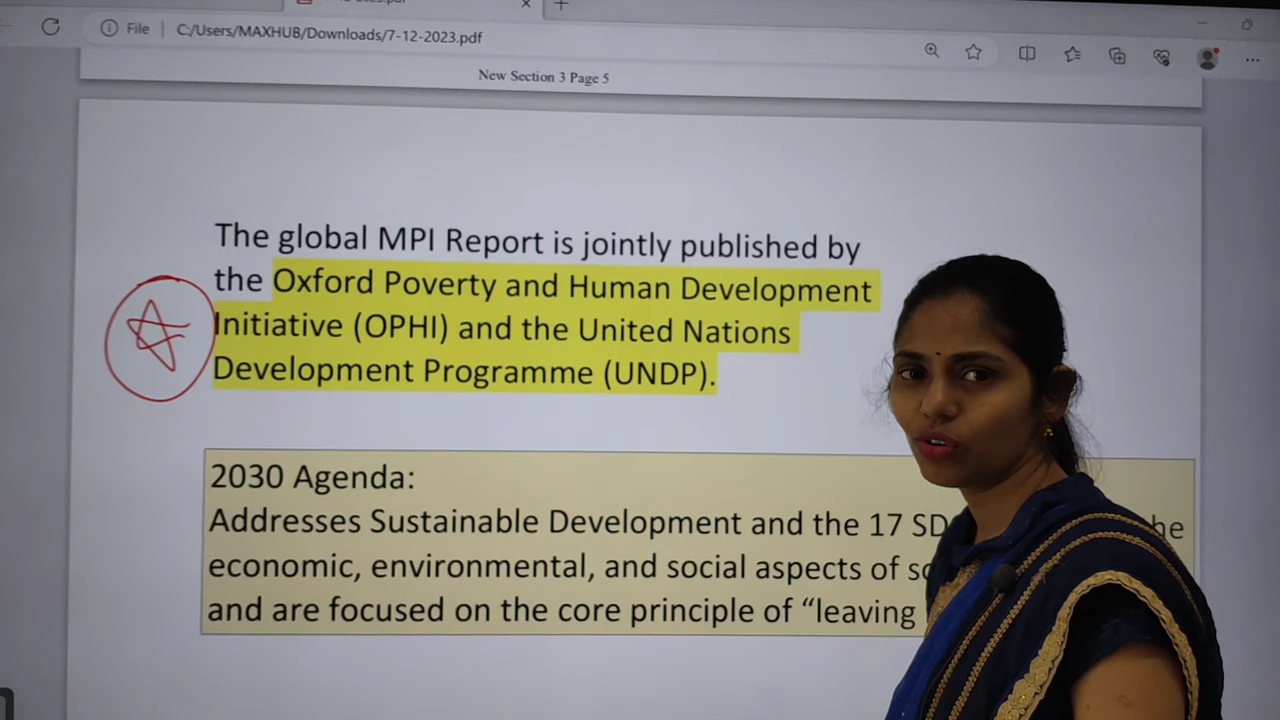 File | C:/Users/MAXHUB/Downloads/7-12-2023.pdf
New Section 3 Page 5
The global MPI Report is jointly published by
the Oxford Poverty and Human Development
Initiative (OPHI) and the United Nations
Development Programme (UNDP).
2030 Agenda:
Addresses Sustainable Development and the 17 SD
economic, environmental, and social aspects of
and are focused on the core principle of “leaving